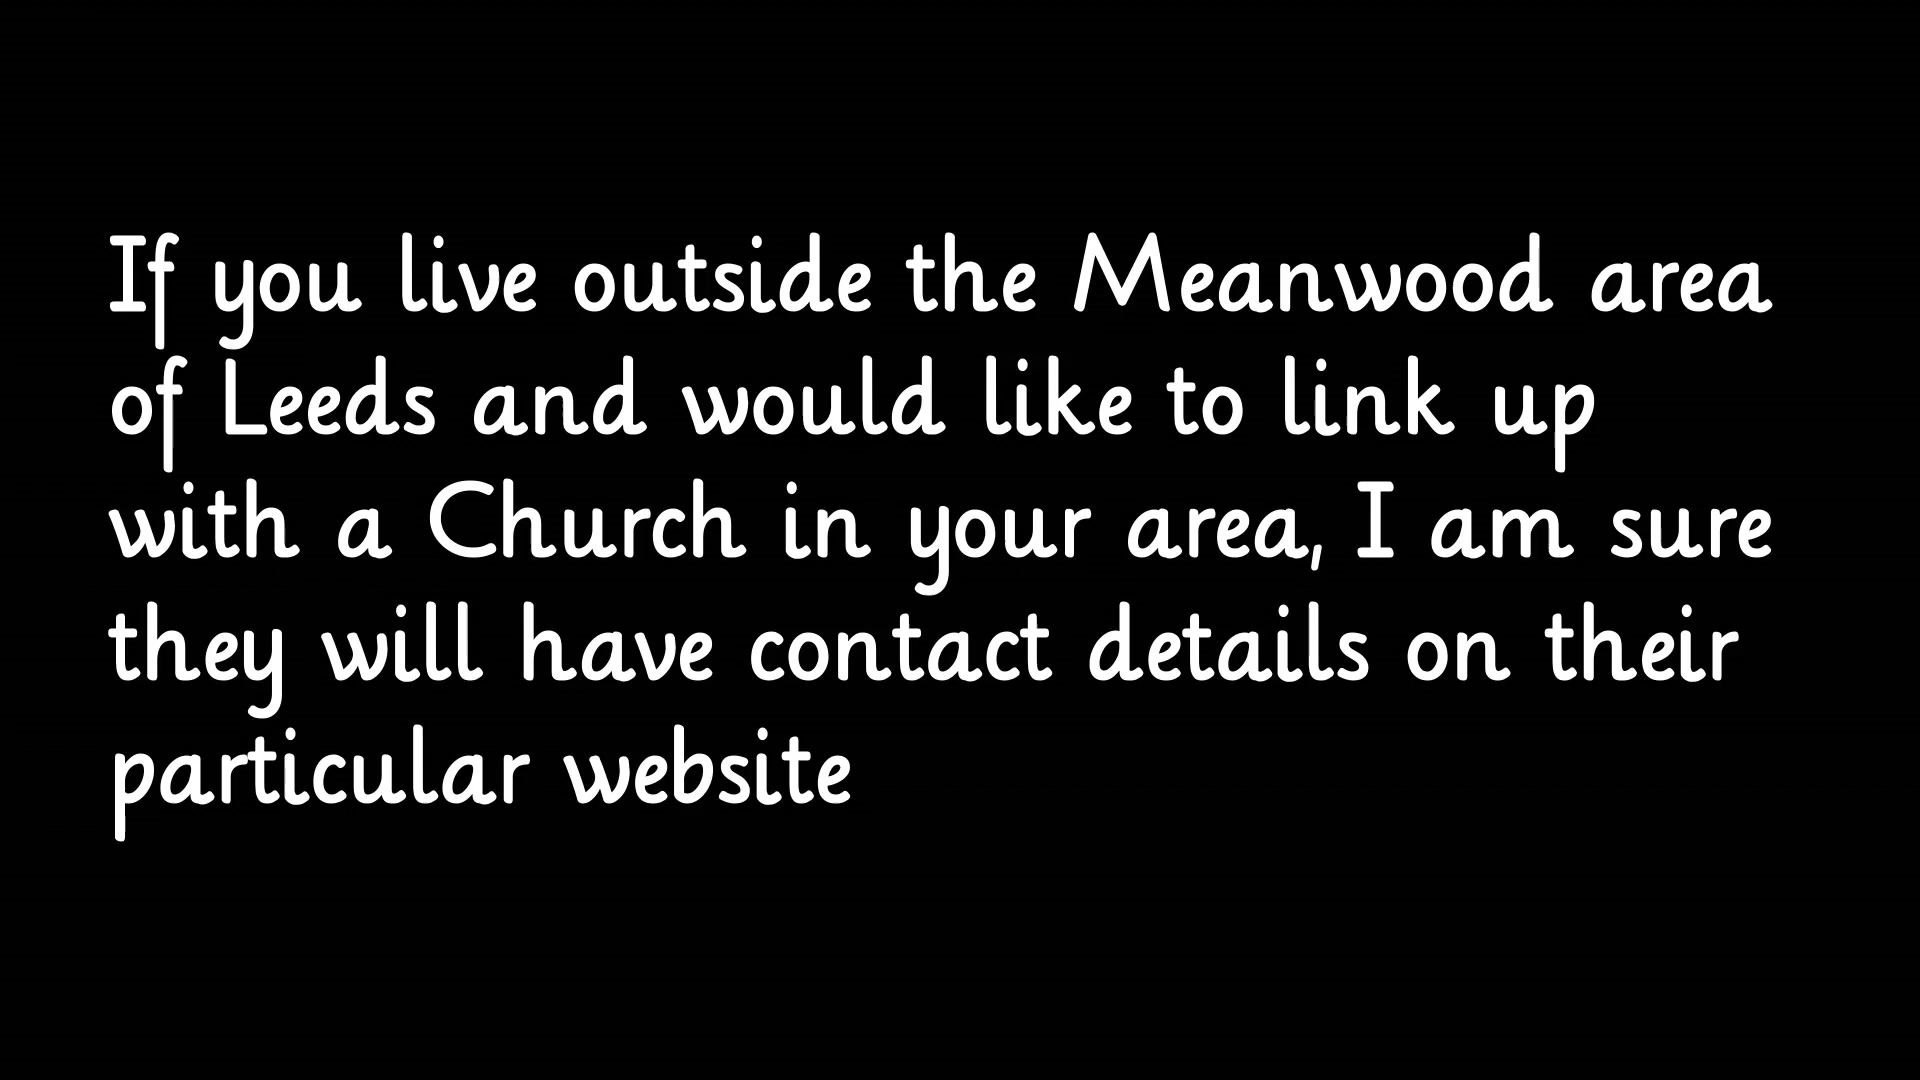 If you live outside the Meanwood area
of Leeds and would like to link up
with a Church in your area, I am sure
they will have contact details on their
particular website